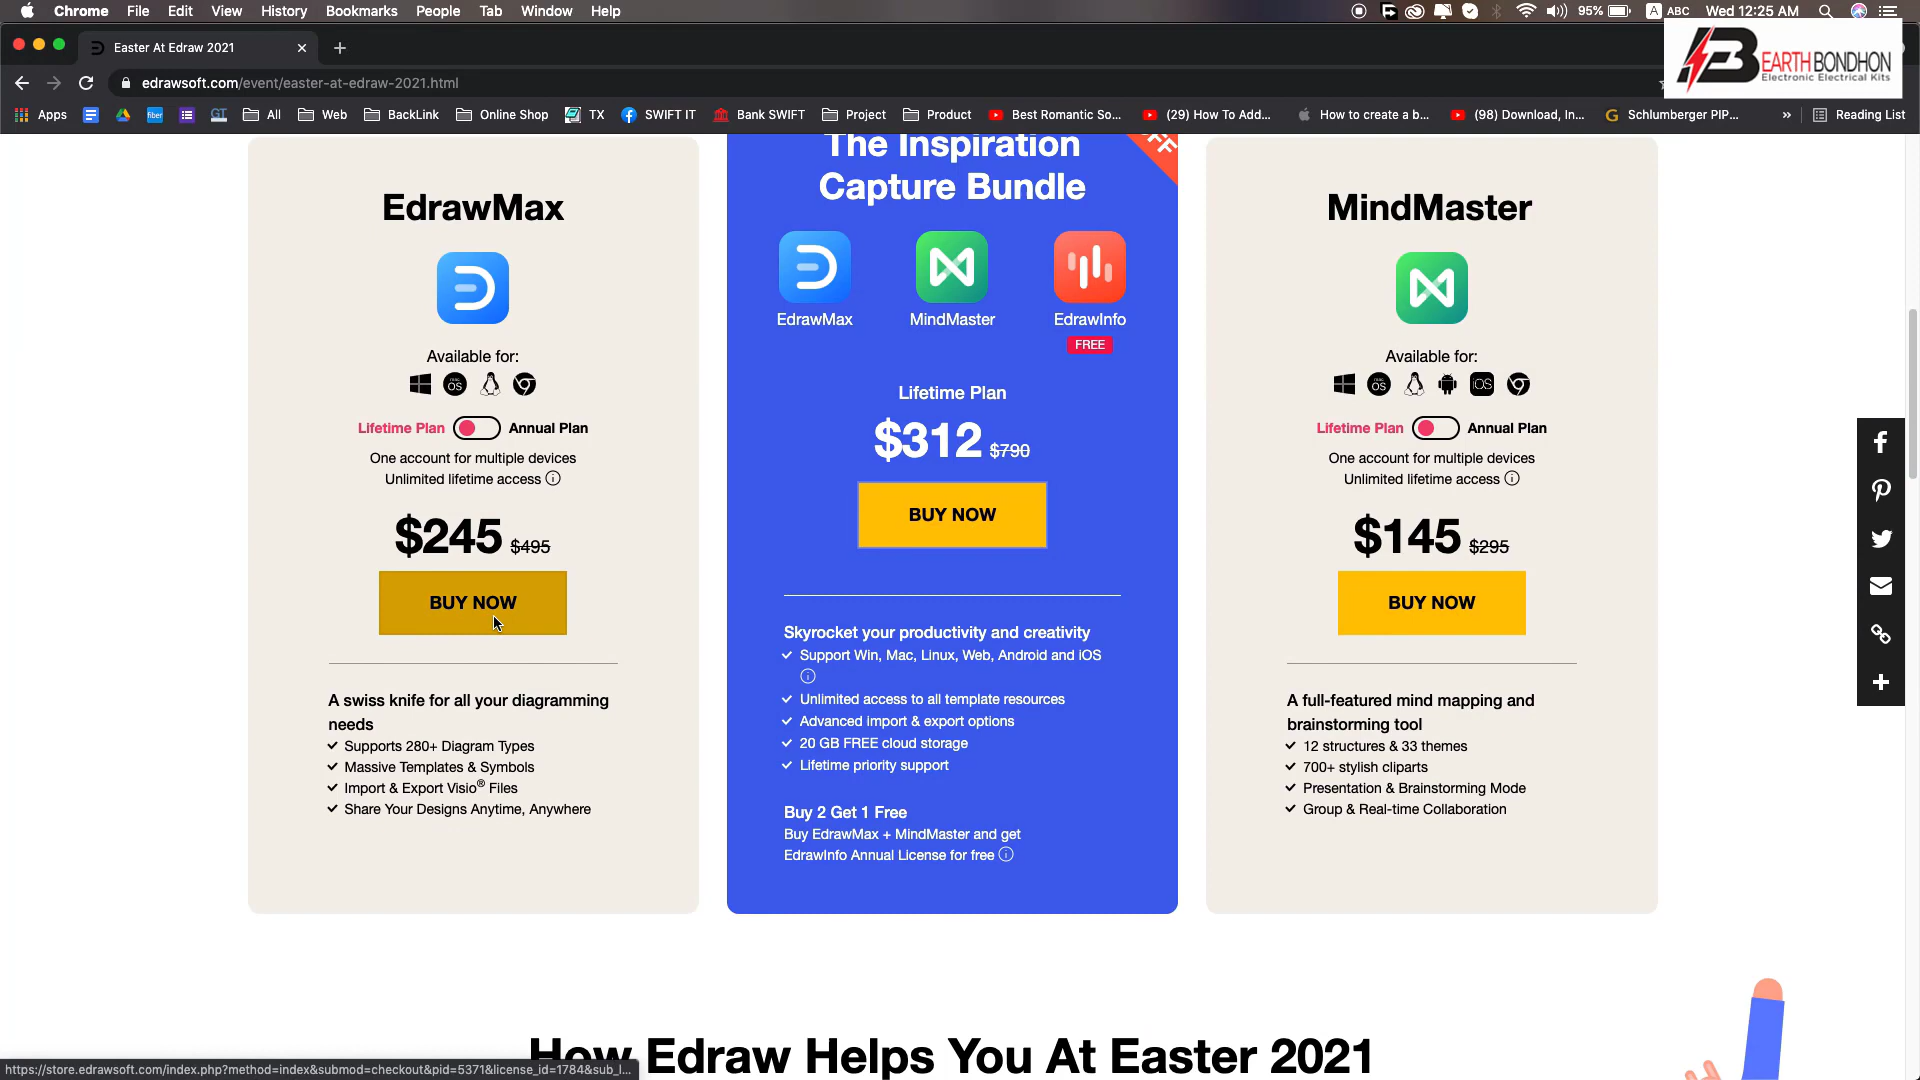 Chrome File Edit View History Bookmarks People Tab Window Help
95% A ABC Wed 12:25 AM
Easter At Edraw 2021
EARTHBONDHON
Electronic Electrical Kits
edrawsoft.com/event/easter-at-edraw-2021.html
Apps fiber GT All Web BackLink Online Shop TX SWIFT IT Bank SWIFT Project Product Best Romantic So... (29) How To Add... How to create a b... (98) Download, In... Schlumberger PIP... » Reading List
EdrawMax
Available for:
Lifetime Plan Annual Plan
One account for multiple devices
Unlimited lifetime access
$245 $495
BUY NOW
A swiss knife for all your diagramming
needs
Supports 280+ Diagram Types
Massive Templates & Symbols
Import & Export Visio® Files
Share Your Designs Anytime, Anywhere
The Inspiration
Capture Bundle
EdrawMax MindMaster EdrawInfo
FREE
Lifetime Plan
$312 $790
BUY NOW
Skyrocket your productivity and creativity
Support Win, Mac, Linux, Web, Android and iOS
Unlimited access to all template resources
Advanced import & export options
20 GB FREE cloud storage
Lifetime priority support
Buy 2 Get 1 Free
Buy EdrawMax + MindMaster and get
EdrawInfo Annual License for free
MindMaster
Available for:
Lifetime Plan Annual Plan
One account for multiple devices
Unlimited lifetime access
$145 $295
BUY NOW
A full-featured mind mapping and
brainstorming tool
12 structures & 33 themes
700+ stylish cliparts
Presentation & Brainstorming Mode
Group & Real-time Collaboration
How Edraw Helps You At Easter 2021
https://store.edrawsoft.com/index.php?method=index&submod=checkout&pid=5371&license_id=1784&sub_l...